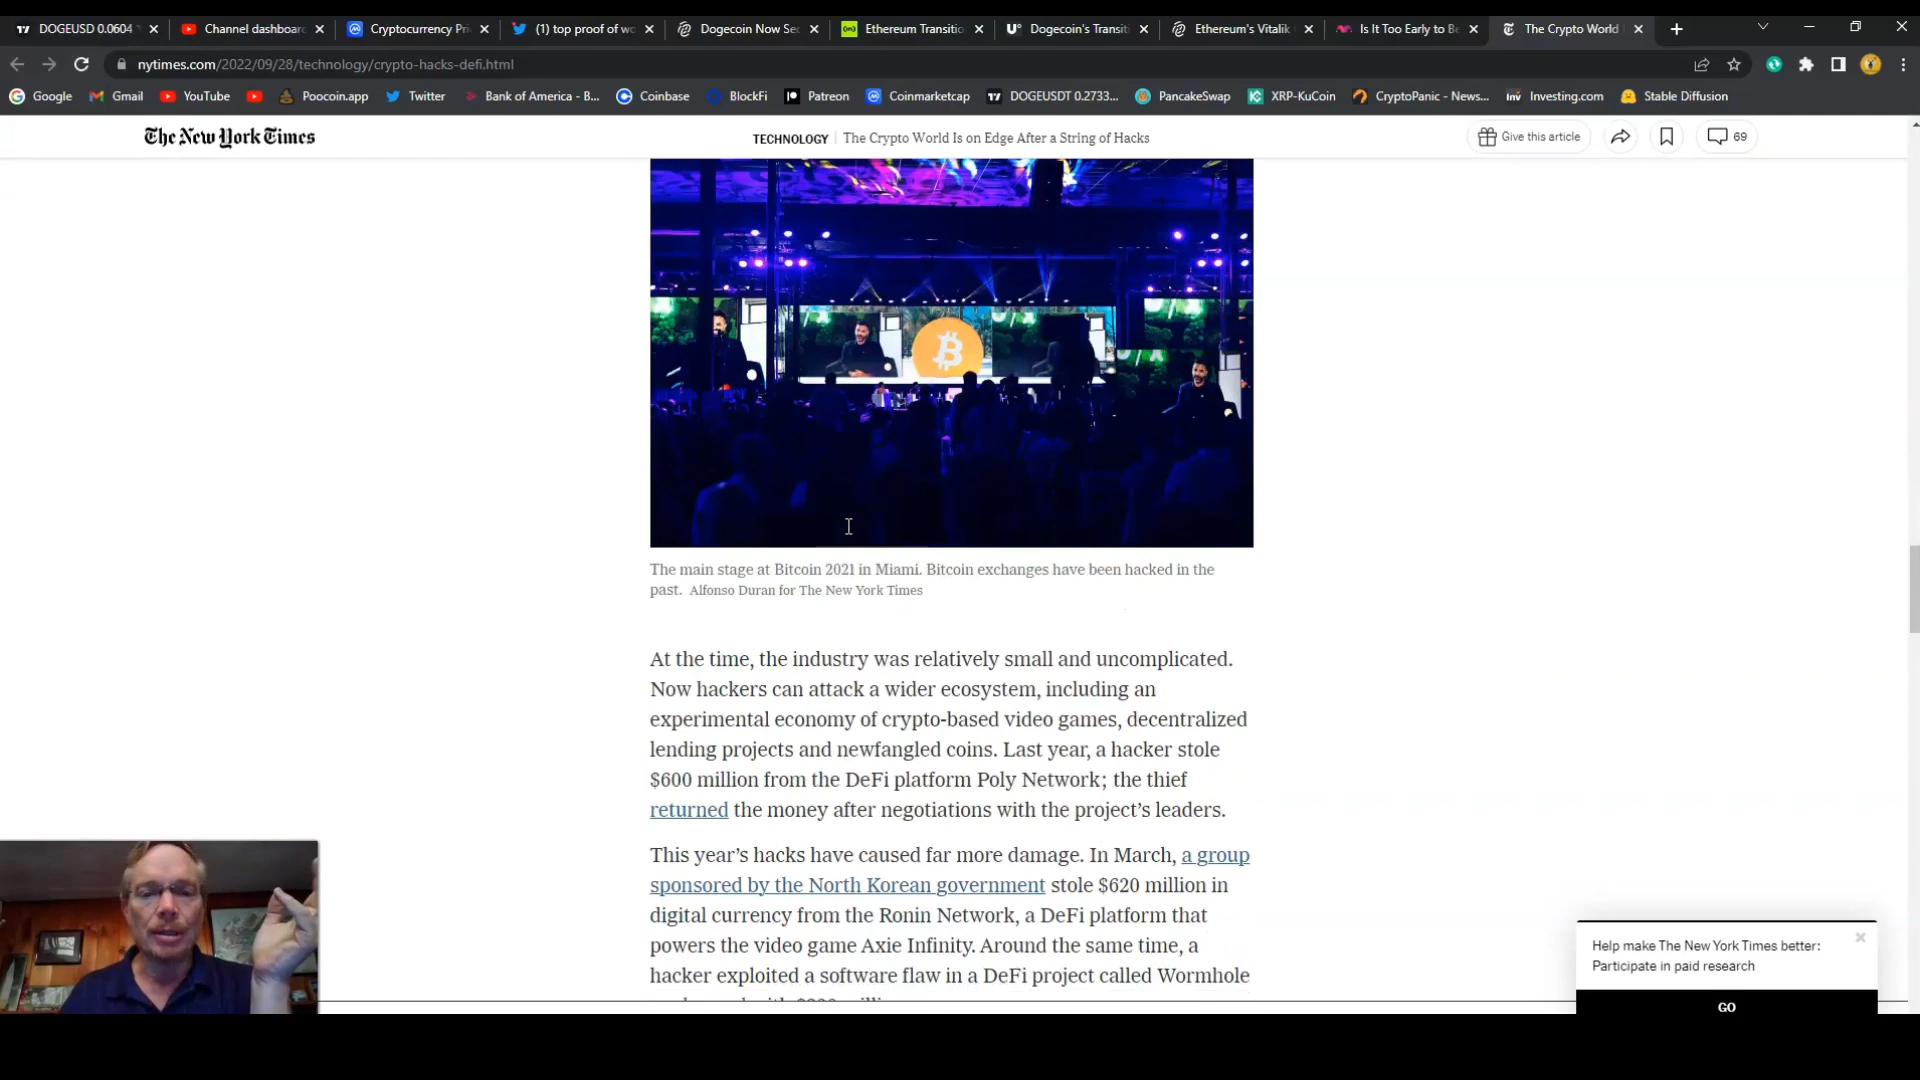 DOGEUSD 0.0604
Channel dashboard
Cryptocurrency Pri
(1) top proof of wo
Dogecoin Now Sec
Ethereum Transitio
Dogecoin's Transiti
Ethereum's Vitalik
Is It Too Early to Be
The Crypto World
nytimes.com/2022/09/28/technology/crypto-hacks-defi.html
Google
Gmail
YouTube
Poocoin.app
Twitter
Bank of America - B...
Coinbase
BlockFi
Patreon
Coinmarketcap
DOGEUSDT 0.2733...
PancakeSwap
XRP-KuCoin
CryptoPanic - News...
Investing.com
Stable Diffusion
The New York Times
TECHNOLOGY | The Crypto World Is on Edge After a String of Hacks
Give this article
69
The main stage at Bitcoin 2021 in Miami. Bitcoin exchanges have been hacked in the
past. Alfonso Duran for The New York Times
At the time, the industry was relatively small and uncomplicated.
Now hackers can attack a wider ecosystem, including an
experimental economy of crypto-based video games, decentralized
lending projects and newfangled coins. Last year, a hacker stole
$600 million from the DeFi platform Poly Network; the thief
returned the money after negotiations with the project's leaders.
This year's hacks have caused far more damage. In March, a group
sponsored by the North Korean government stole $620 million in
digital currency from the Ronin Network, a DeFi platform that
powers the video game Axie Infinity. Around the same time, a
hacker exploited a software flaw in a DeFi project called Wormhole
Help make The New York Times better:
Participate in paid research
GO